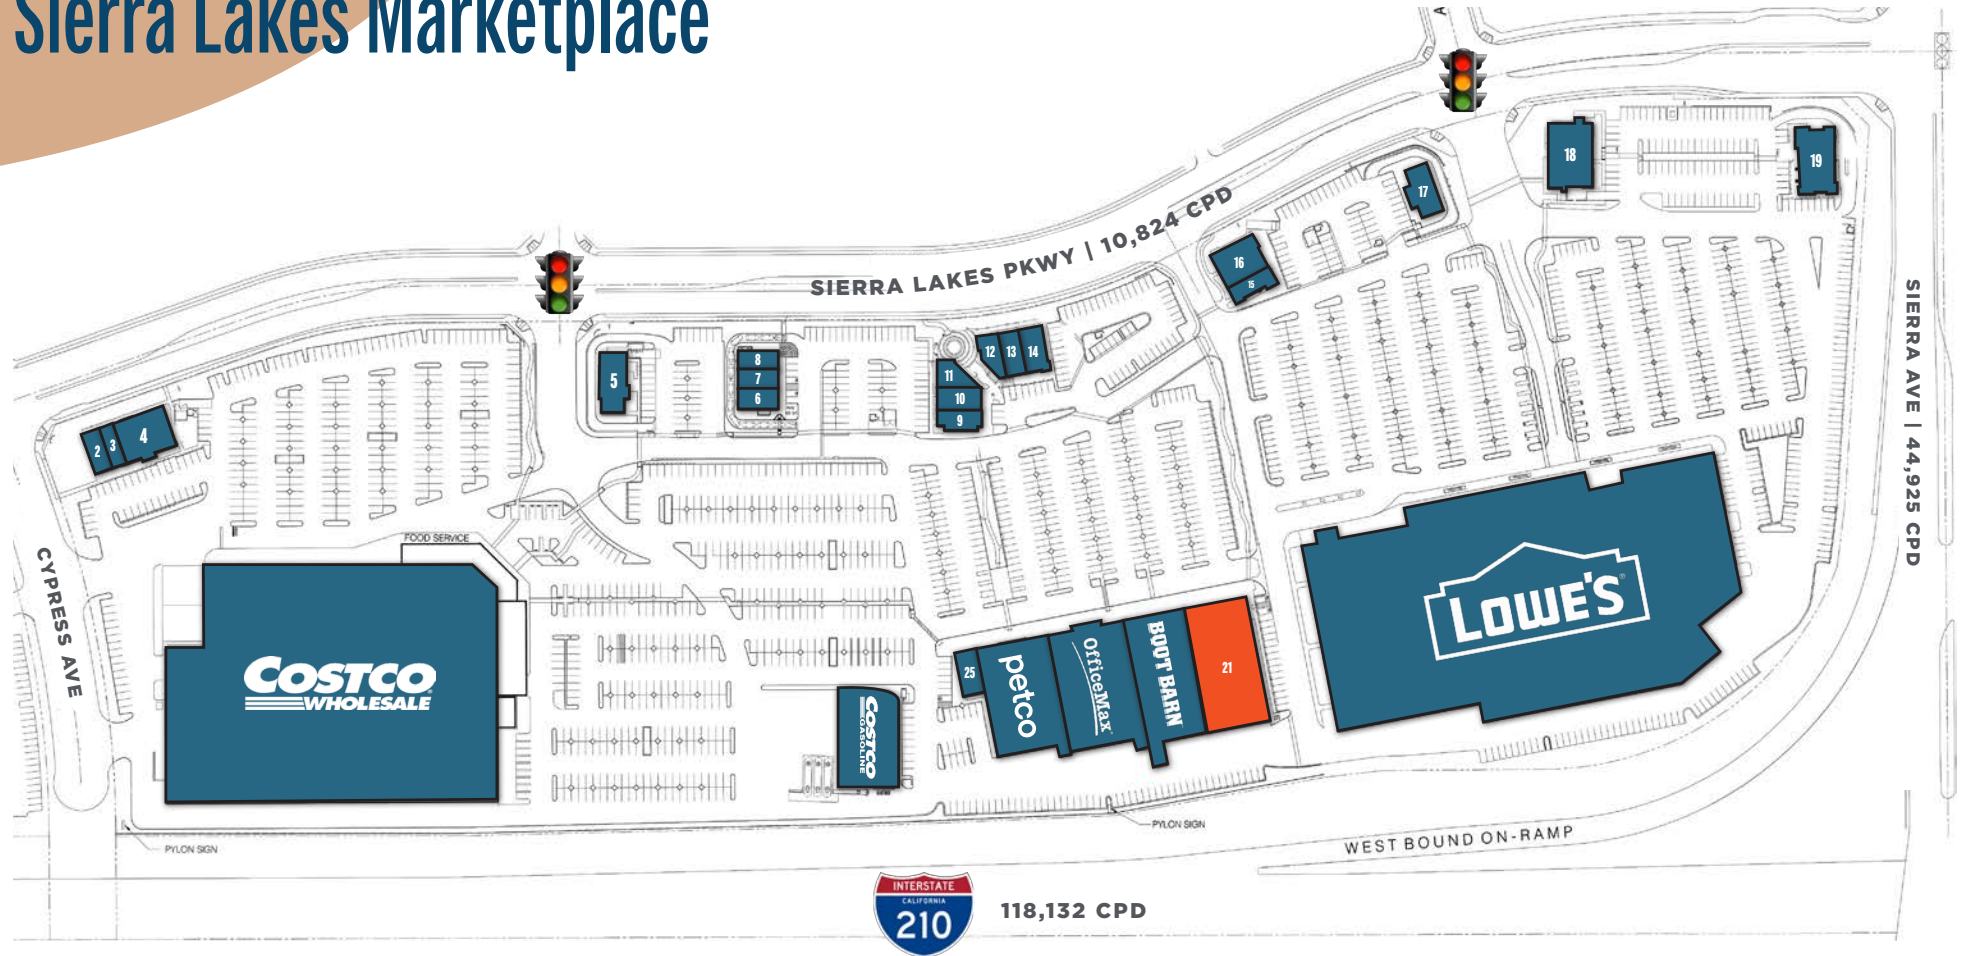 Sierra Lakes Marketplace
SIERRA LAKES PKWY | 10,824 CPD
18
19
17
16
15
12
13
14
11
10
9
8
7
6
5
2
3
4
SIERRA AVE | 44,925 CPD
CYPRESS AVE
FOOD SERVICE
COSTCO
WHOLESALE
COSTCO
GASOLINE
25
petco
OfficeMax
BOOT BARN
21
LOWE'S
PYLON SIGN
PYLON SIGN
WEST BOUND ON-RAMP
INTERSTATE
CALIFORNIA
210
118,132 CPD